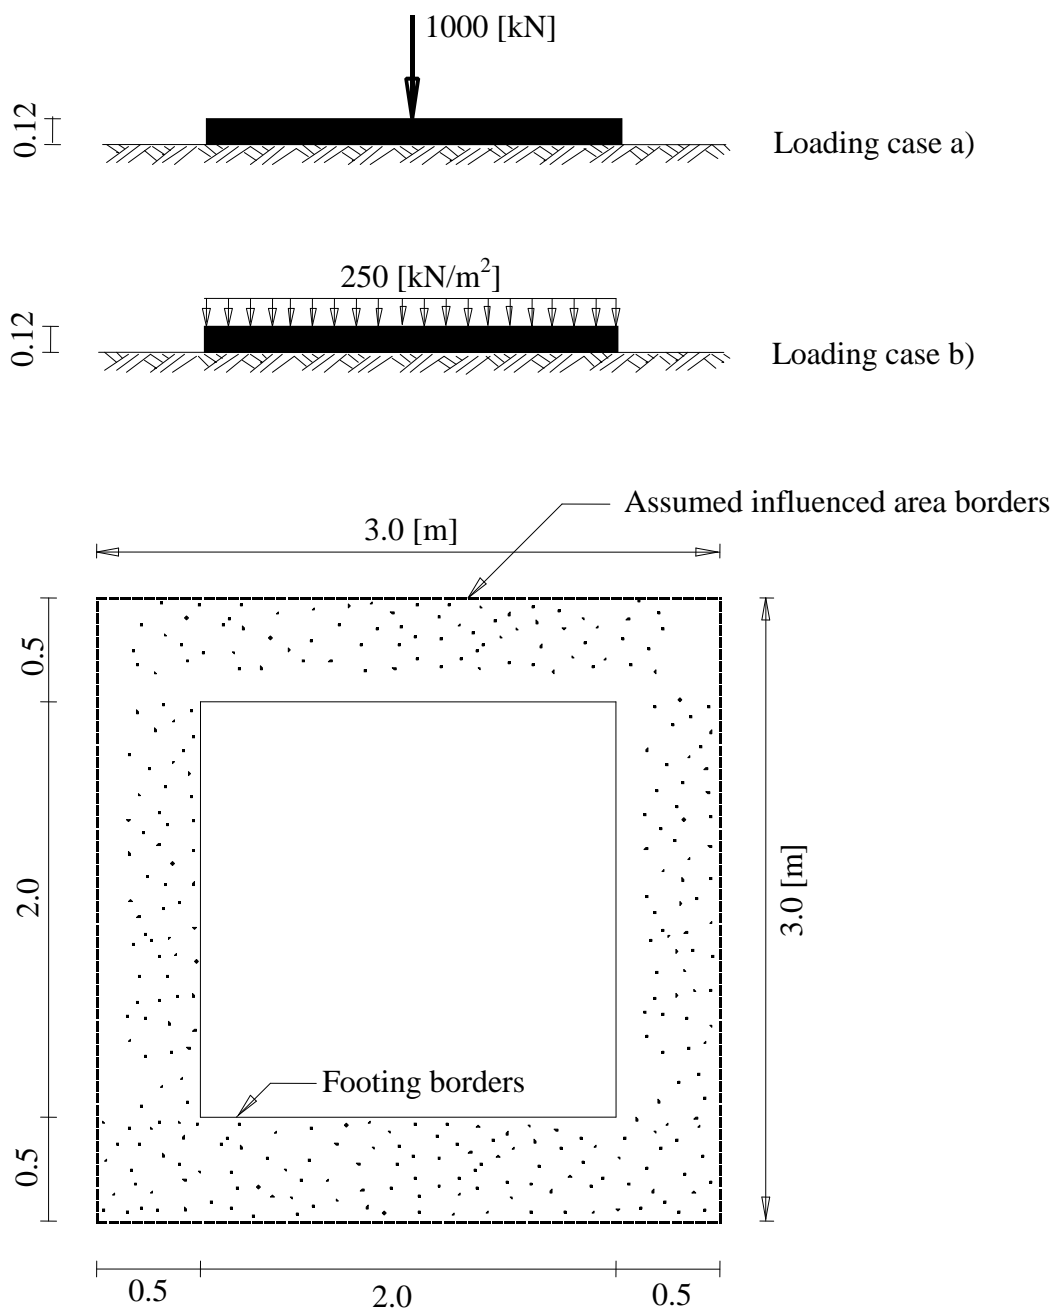 1000 [kN]
0.12
Loading case a)
250 [kN/m²]
0.12
Loading case b)
Assumed influenced area borders
3.0 [m]
0.5
2.0
3.0 [m]
Footing borders
0.5
0.5
2.0
0.5